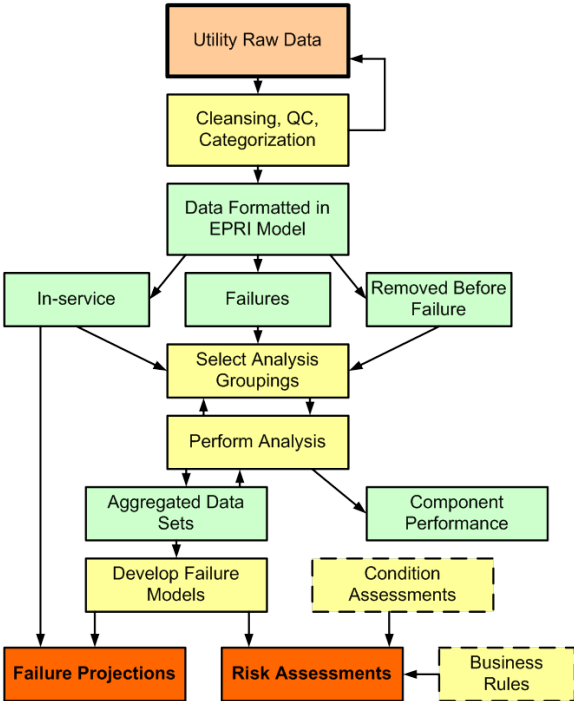 Utility Raw Data
Cleansing, QC,
Categorization
Data Formatted in
EPRI Model
In-service
Failures
Removed Before
Failure
Select Analysis
Groupings
Perform Analysis
Aggregated Data
Sets
Component
Performance
Develop Failure
Models
Condition
Assessments
Failure Projections
Risk Assessments
Business
Rules